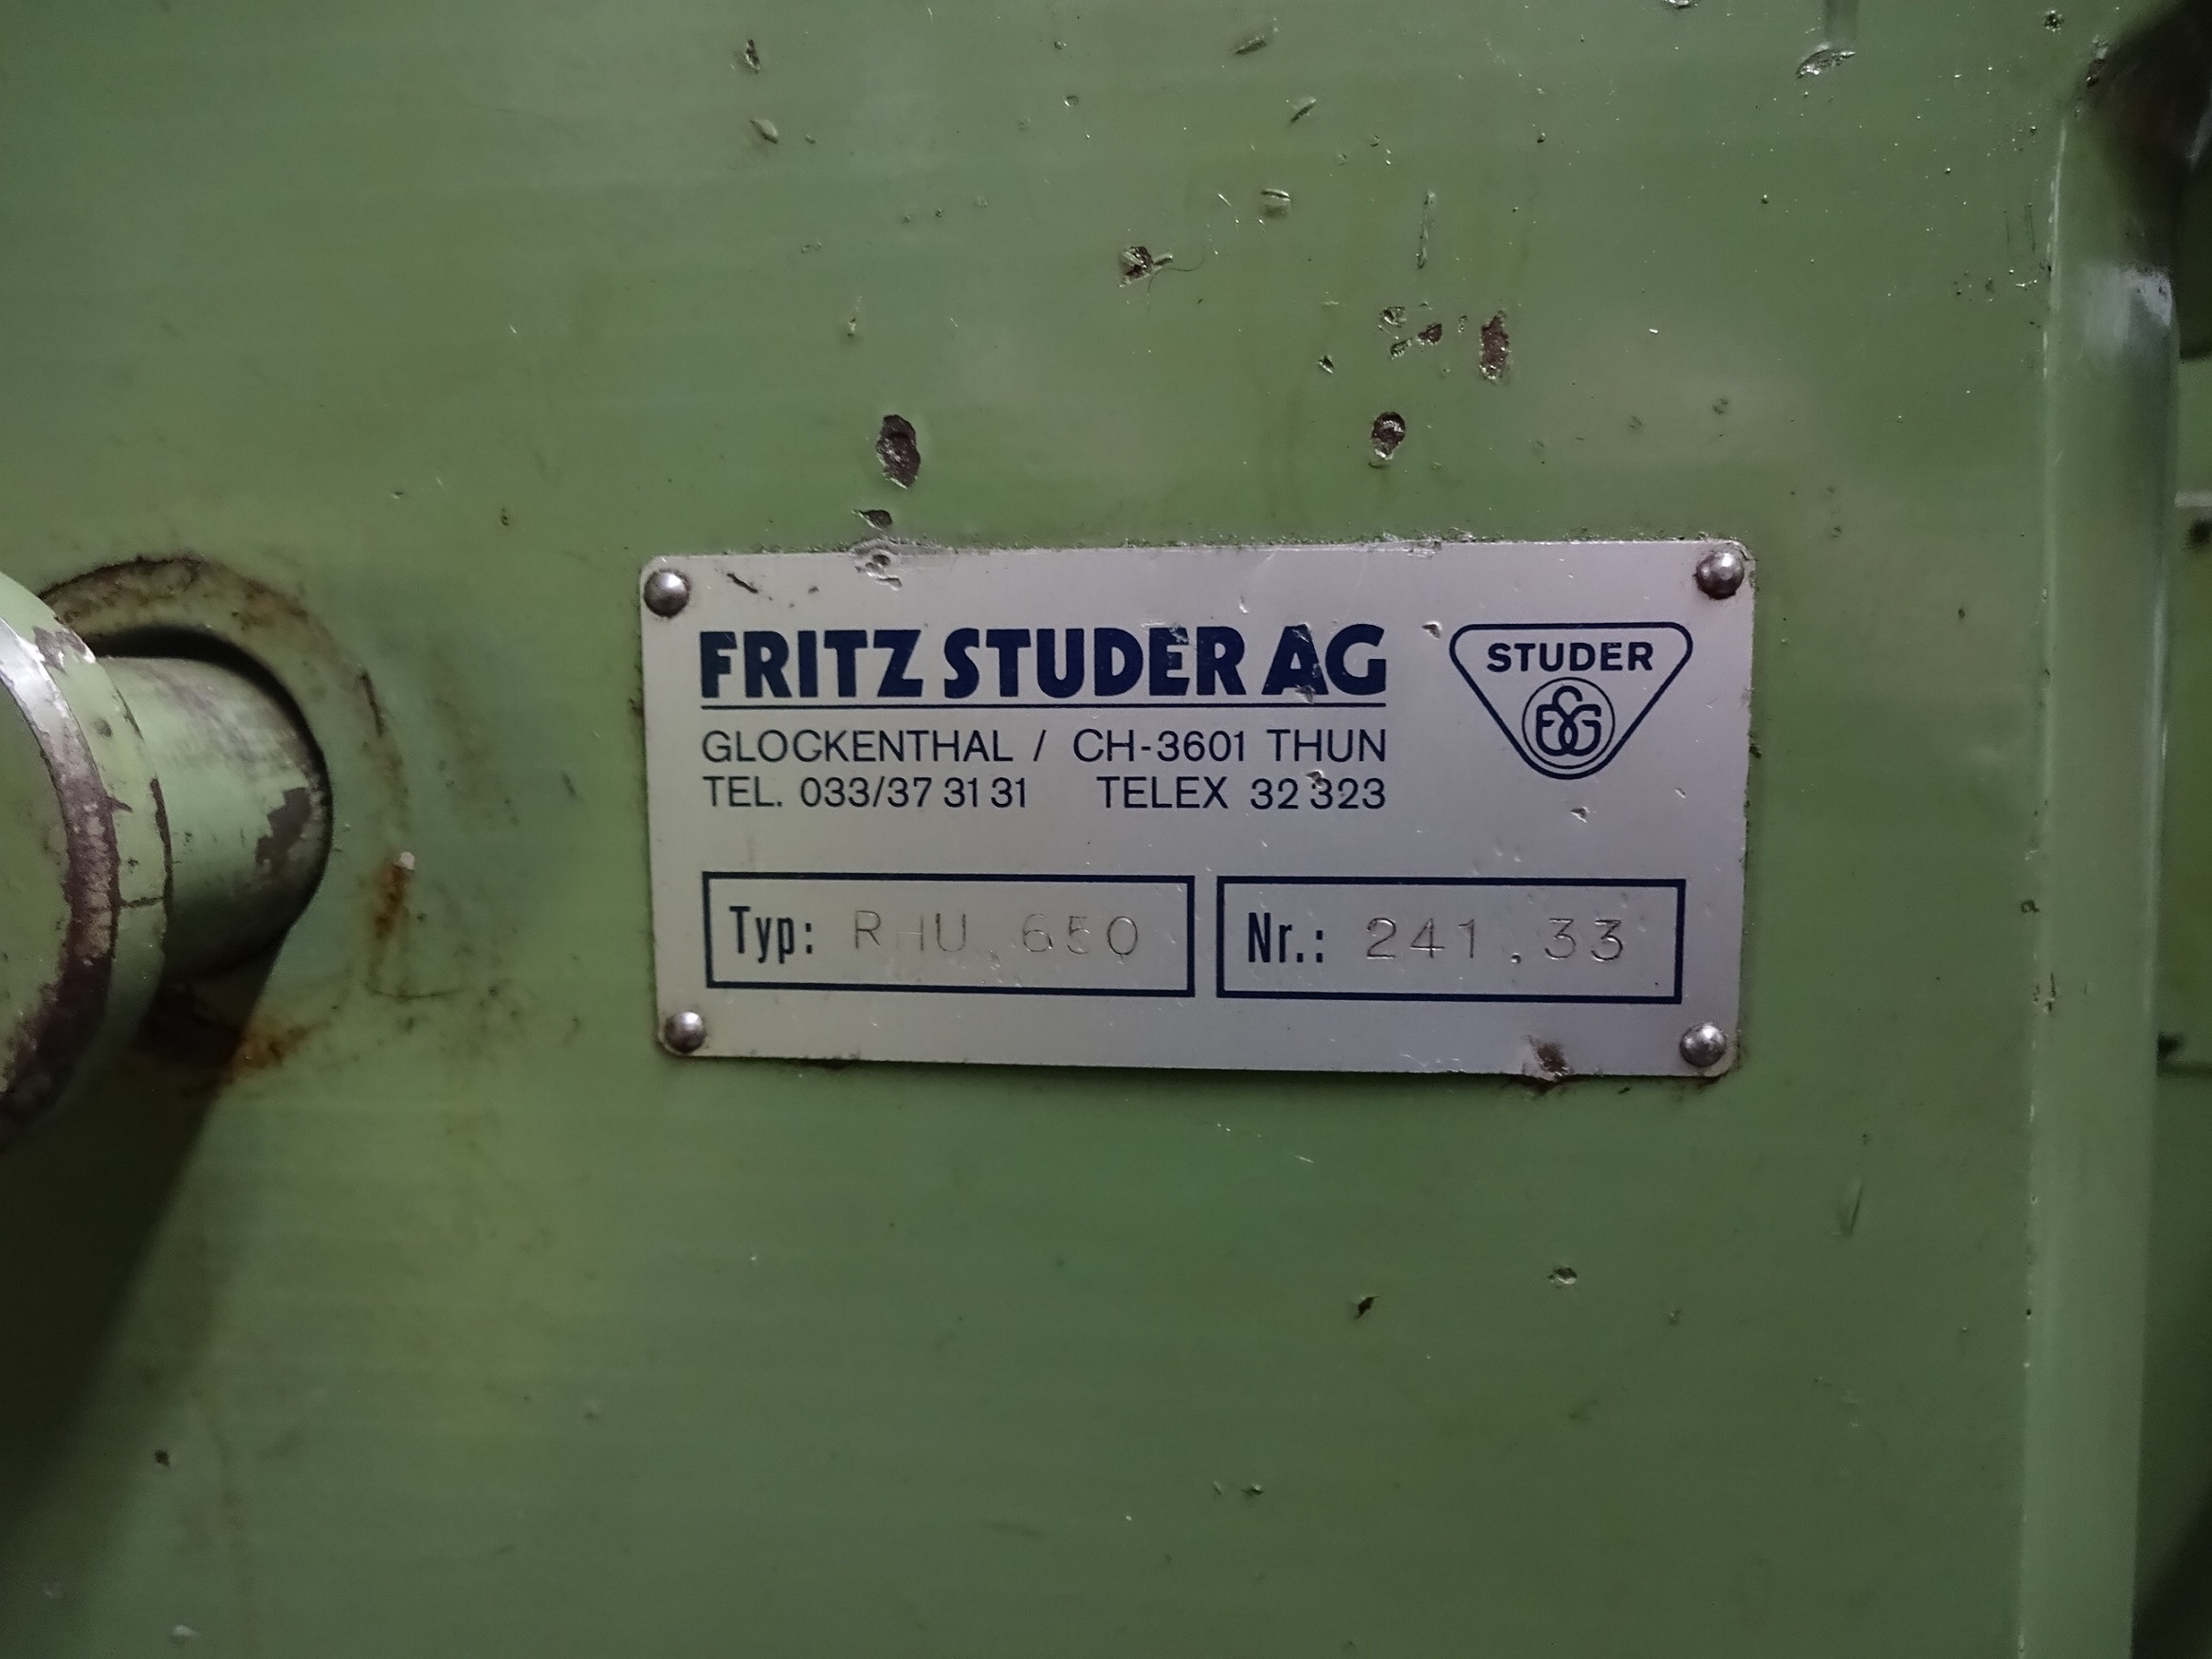 FRITZ STUDER AG
GLOCKENTHAL / CH-3601 THUN
TEL. 033/37 31 31 TELEX 32 323
STUDER
FSG
Typ: RHU 650
Nr.: 241.33